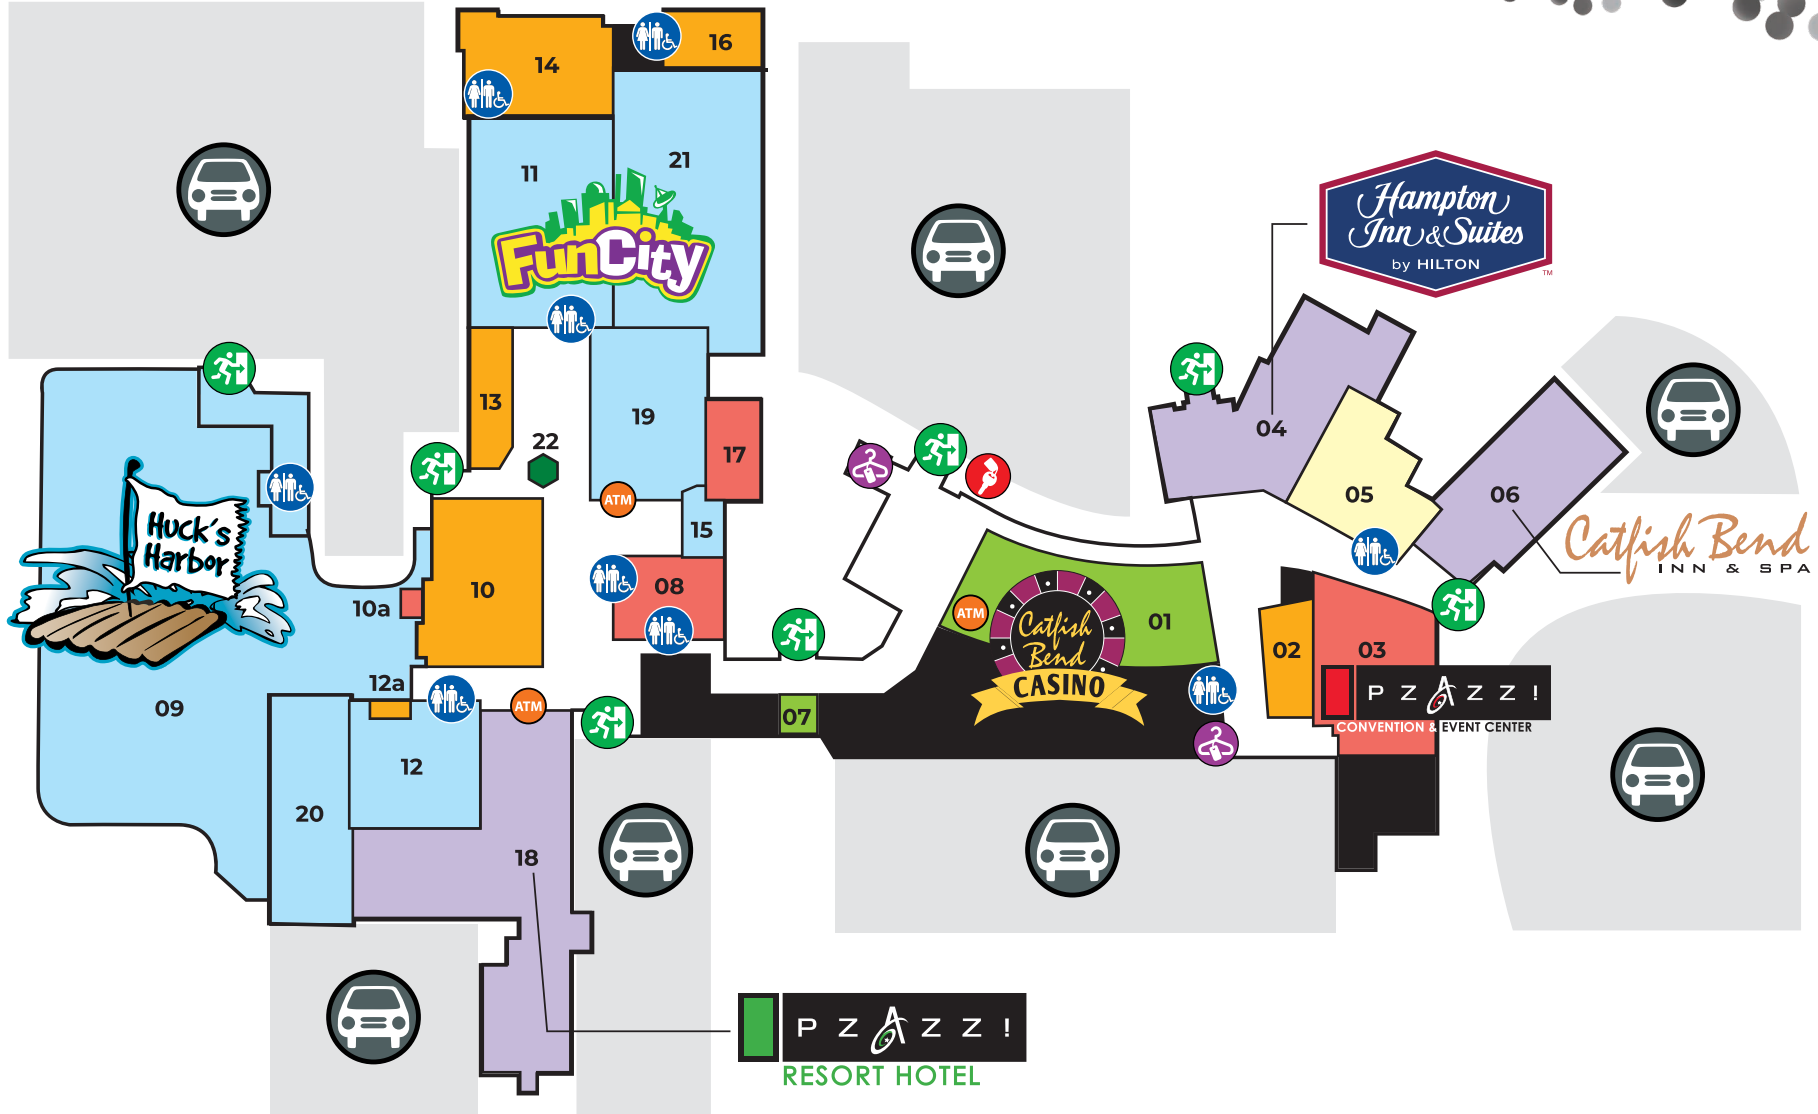 16
14
21
11
FunCity
Hampton
Inn & Suites
by HILTON
TM
13
19
22
17
04
05
06
ATM
15
Huck's
Harbor
Catfish Bend
INN & SPA
10
10a
08
ATM
Catfish
Bend
CASINO
01
02
03
PZAZZ!
CONVENTION & EVENT CENTER
12a
09
ATM
07
12
20
18
PZAZZ!
RESORT HOTEL